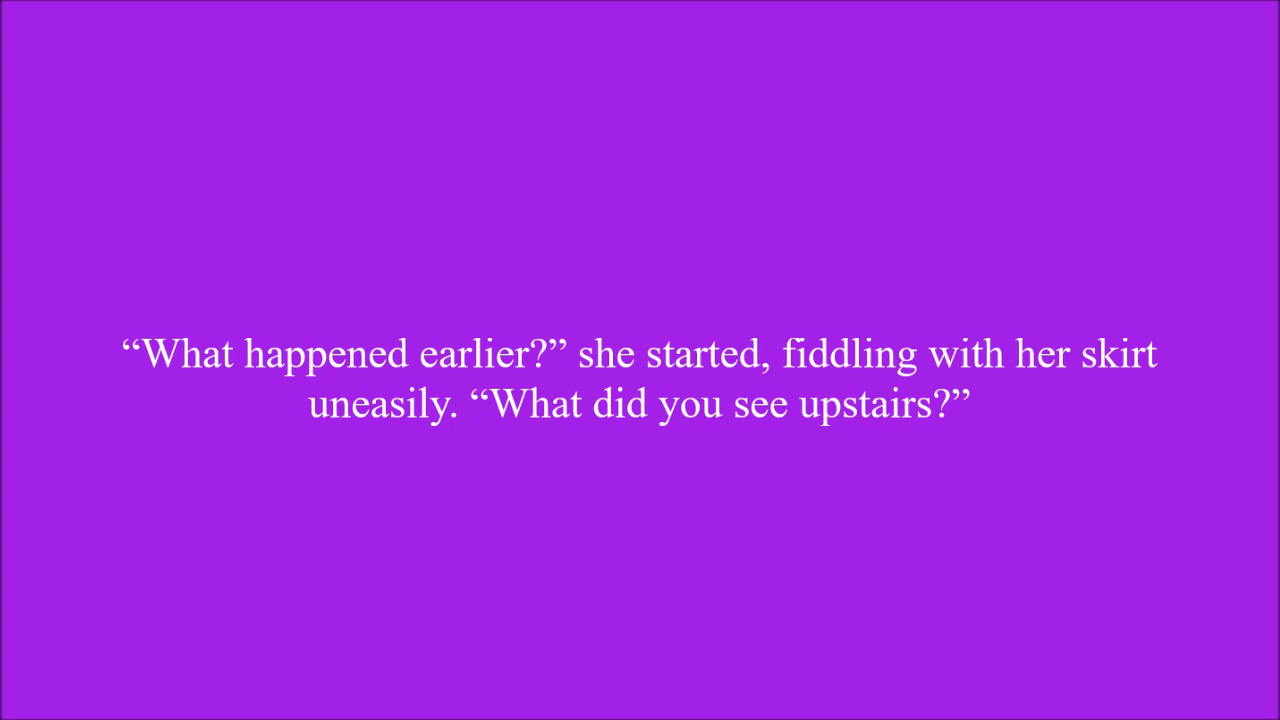 “What happened earlier?” she started, fiddling with her skirt
uneasily. “What did you see upstairs?”